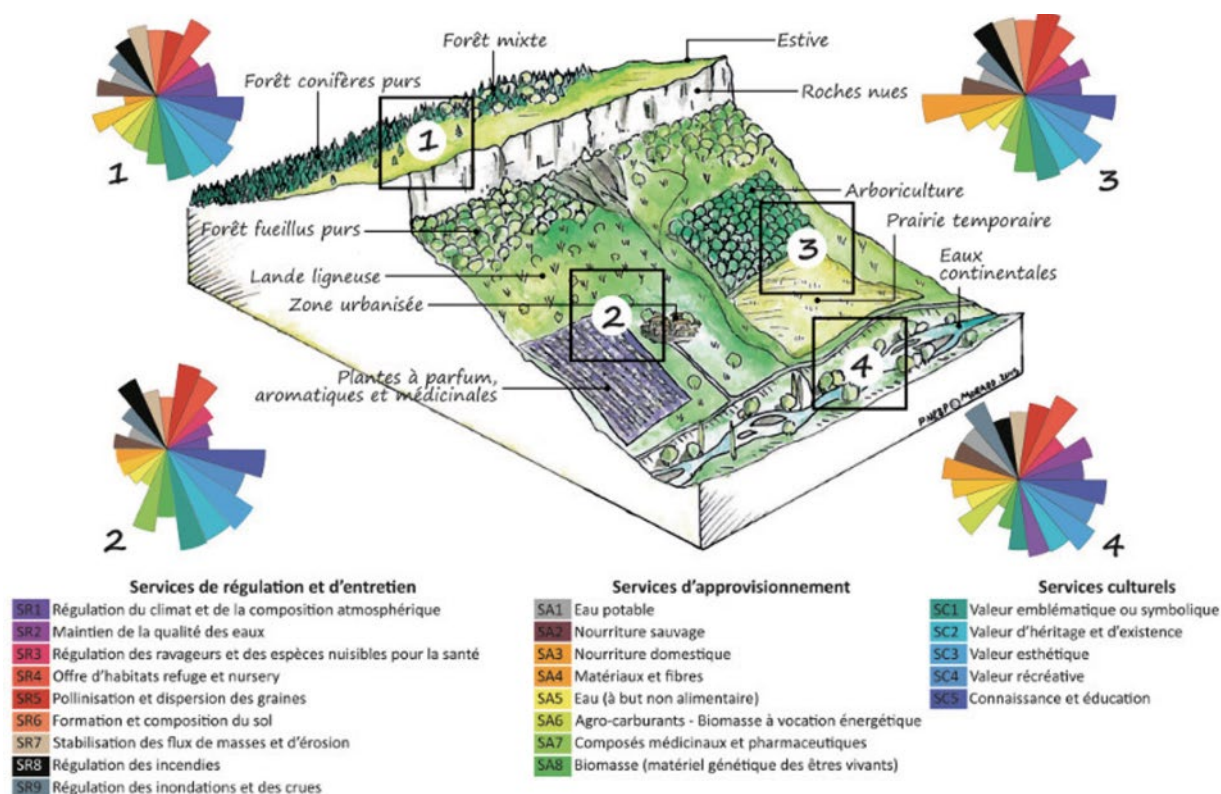 Forêt mixte
Estive
Forêt conifères purs
Roches nues
1
1
3
Arboriculture
Prairie temporaire
Forêt fueillus purs
3
Eaux
continentales
Lande ligneuse
Zone urbanisée
2
4
Plantes à parfum,
aromatiques et médicinales
2
4
Services de régulation et d'entretien
SR1 Régulation du climat et de la composition atmosphérique
SR2 Maintien de la qualité des eaux
SR3 Régulation des ravageurs et des espèces nuisibles pour la santé
SR4 Offre d'habitats refuge et nursery
SR5 Pollinisation et dispersion des graines
SR6 Formation et composition du sol
SR7 Stabilisation des flux de masses et d'érosion
SR8 Régulation des incendies
SR9 Régulation des inondations et des crues
Services d'approvisionnement
SA1 Eau potable
SA2 Nourriture sauvage
SA3 Nourriture domestique
SA4 Matériaux et fibres
SA5 Eau (à but non alimentaire)
SA6 Agro-carburants - Biomasse à vocation énergétique
SA7 Composés médicinaux et pharmaceutiques
SA8 Biomasse (matériel génétique des êtres vivants)
Services culturels
SC1 Valeur emblématique ou symbolique
SC2 Valeur d'héritage et d'existence
SC3 Valeur esthétique
SC4 Valeur récréative
SC5 Connaissance et éducation